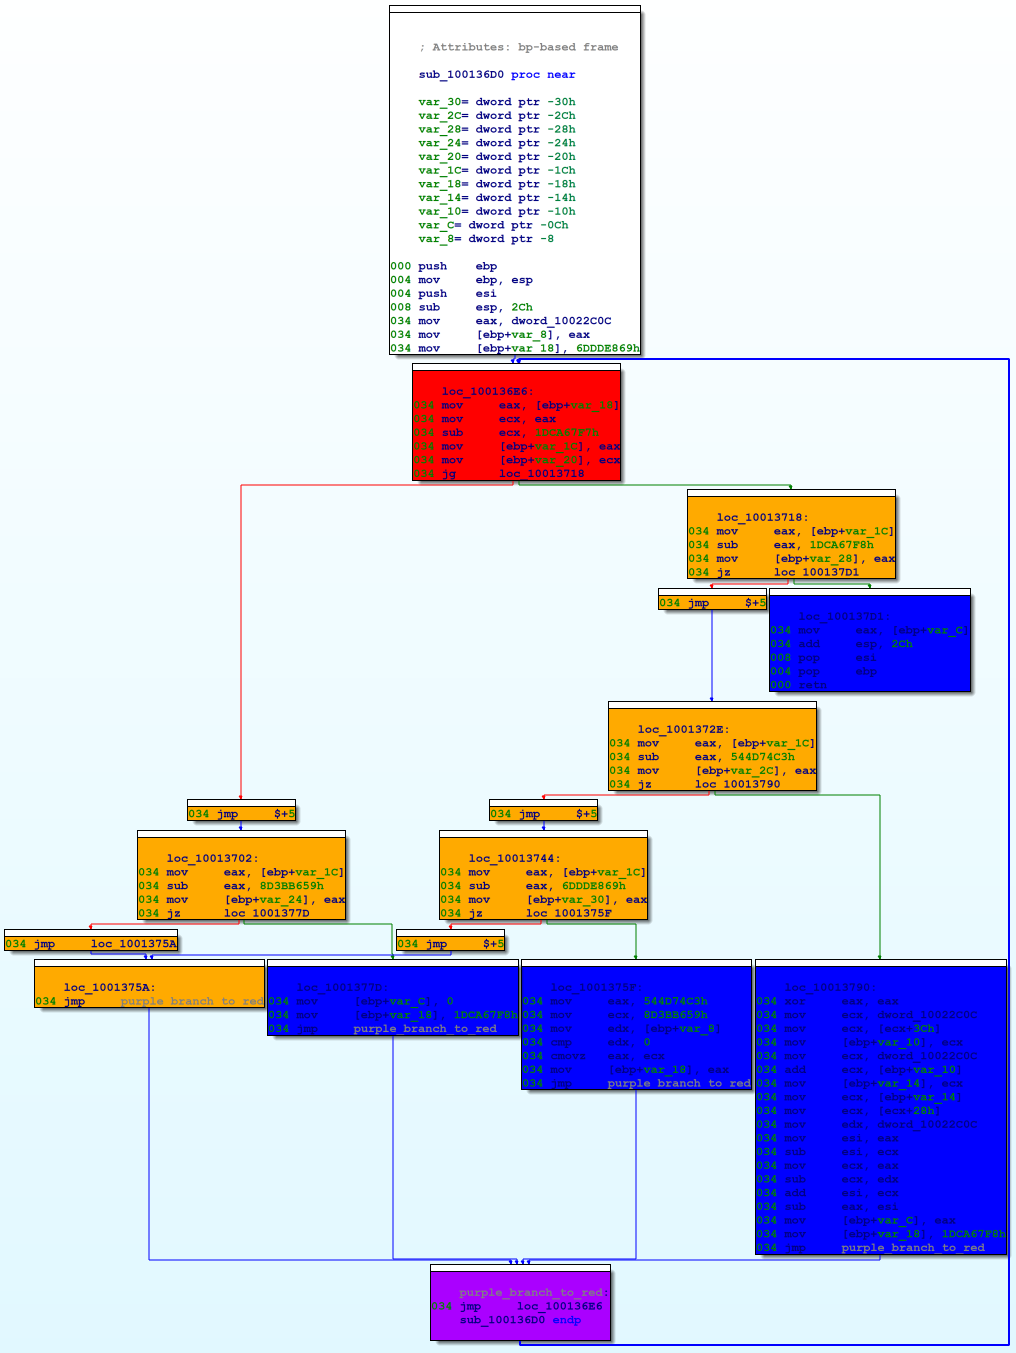 ; Attributes: bp-based frame
sub_100136D0 proc near
var_30= dword ptr -30h
var_2C= dword ptr -2Ch
var_28= dword ptr -28h
var_24= dword ptr -24h
var_20= dword ptr -20h
var_1C= dword ptr -1Ch
var_18= dword ptr -18h
var_14= dword ptr -14h
var_10= dword ptr -10h
var_C= dword ptr -0Ch
var_8= dword ptr -8
000 push ebp
004 mov ebp, esp
004 push esi
008 sub esp, 2Ch
034 mov eax, dword_10022C0C
034 mov [ebp+var_8], eax
034 mov [ebp+var_18], 6DDDE869h
loc_100136E6:
034 mov eax, [ebp+var_18]
034 mov ecx, eax
034 sub ecx, 1DCA67F7h
034 mov [ebp+var_1C], eax
034 mov [ebp+var_20], ecx
034 jg loc_10013718
loc_10013718:
034 mov eax, [ebp+var_1C]
034 sub eax, 1DCA67F8h
034 mov [ebp+var_28], eax
034 jz loc_100137D1
034 jmp $+5
loc_100137D1:
034 mov eax, [ebp+var_C]
034 add esp, 2Ch
008 pop esi
004 pop ebp
000 retn
loc_1001372E:
034 mov eax, [ebp+var_1C]
034 sub eax, 544D74C3h
034 mov [ebp+var_2C], eax
034 jz loc_10013790
034 jmp $+5
034 jmp $+5
loc_10013702:
034 mov eax, [ebp+var_1C]
034 sub eax, 8D3BB659h
034 mov [ebp+var_24], eax
034 jz loc_1001377D
loc_10013744:
034 mov eax, [ebp+var_1C]
034 sub eax, 6DDDE869h
034 mov [ebp+var_30], eax
034 jz loc_1001375F
034 jmp loc_1001375A
034 jmp $+5
loc_1001375A:
034 jmp purple_branch_to_red
loc_1001377D:
034 mov [ebp+var_C], 0
034 mov [ebp+var_18], 1DCA67F8h
034 jmp purple_branch_to_red
loc_1001375F:
034 mov eax, 544D74C3h
034 mov ecx, 8D3BB659h
034 mov edx, [ebp+var_8]
034 cmp edx, 0
034 cmovz eax, ecx
034 mov [ebp+var_18], eax
034 jmp purple_branch_to_red
loc_10013790:
034 xor eax, eax
034 mov ecx, dword_10022C0C
034 mov ecx, [ecx+3Ch]
034 mov [ebp+var_10], ecx
034 mov ecx, dword_10022C0C
034 add ecx, [ebp+var_10]
034 mov [ebp+var_14], ecx
034 mov ecx, [ebp+var_14]
034 mov ecx, [ecx+28h]
034 mov edx, dword_10022C0C
034 mov esi, eax
034 sub esi, ecx
034 mov ecx, eax
034 sub ecx, edx
034 add esi, ecx
034 sub eax, esi
034 mov [ebp+var_C], eax
034 mov [ebp+var_18], 1DCA67F8h
034 jmp purple_branch_to_red
purple_branch_to_red:
034 jmp loc_100136E6
sub_100136D0 endp